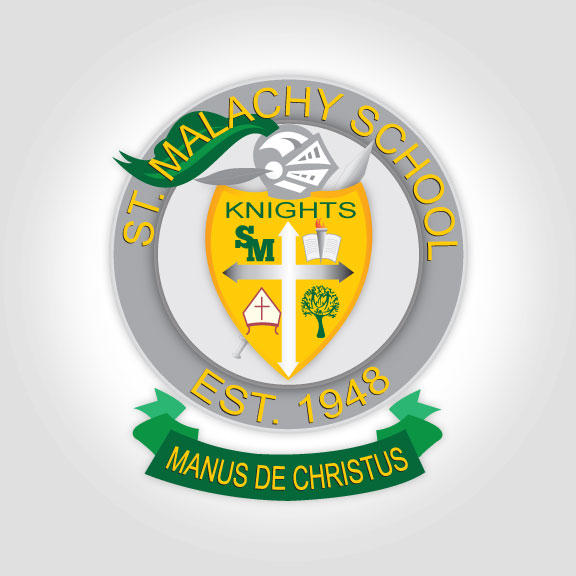 ST. MALACHY SCHOOL
KNIGHTS
SM
EST. 1948
MANUS DE CHRISTUS